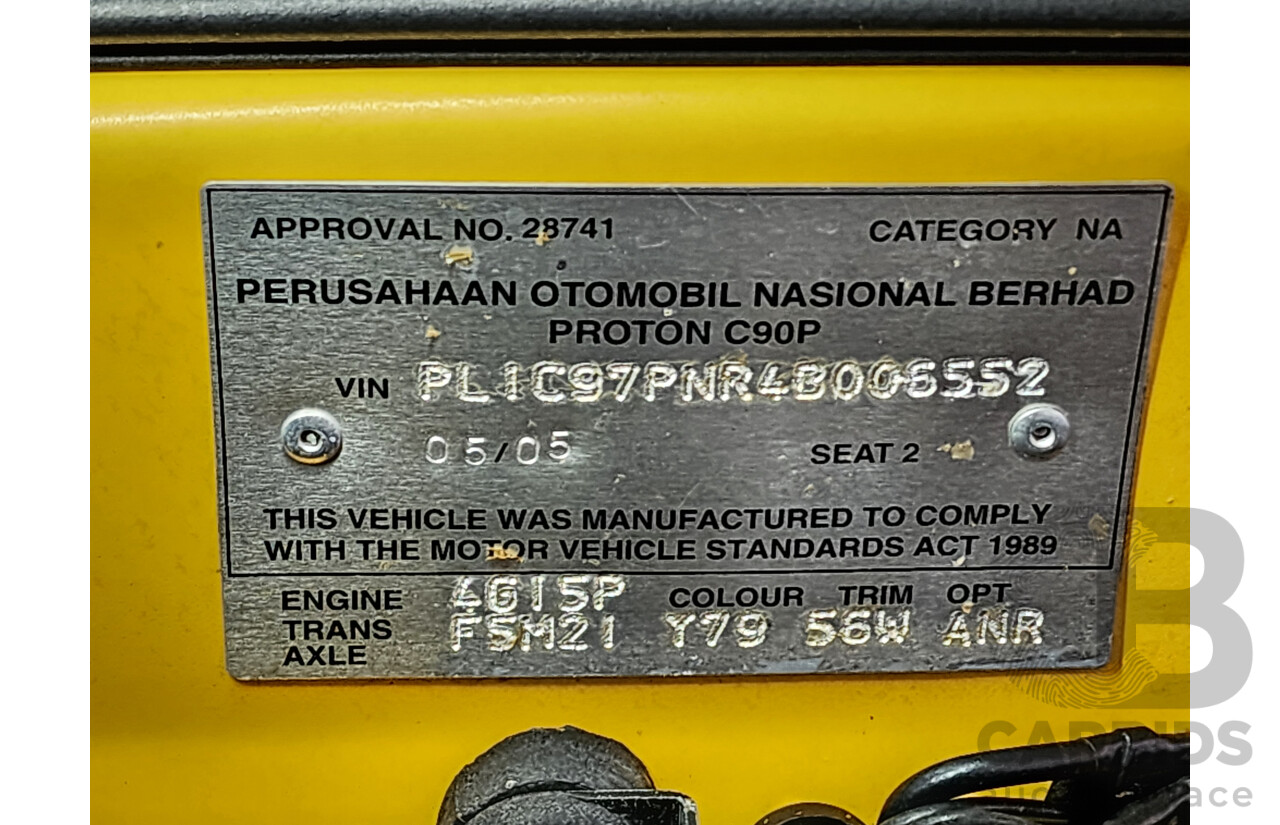 APPROVAL NO. 28741 CATEGORY NA
PERUSAHAAN OTOMOBIL NASIONAL BERHAD
PROTON C90P
VIN PL1C97PNR4B006552
05/05 SEAT 2
THIS VEHICLE WAS MANUFACTURED TO COMPLY
WITH THE MOTOR VEHICLE STANDARDS ACT 1989
ENGINE 4G15P COLOUR TRIM OPT
TRANS F5M21 Y79 56W ANR
AXLE
B
CARBIDS